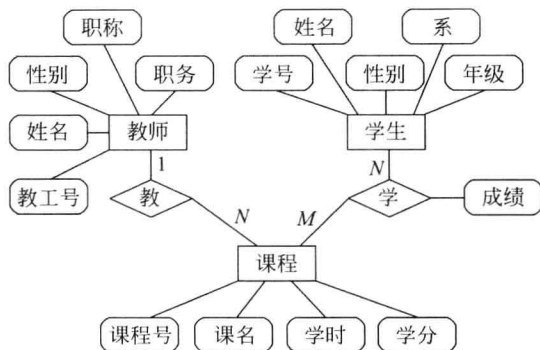 职称
姓名
系
性别
职务
学号
性别
年级
姓名
教师
学生
教工号
1
N
教
学
成绩
N
M
课程
课程号
课名
学时
学分